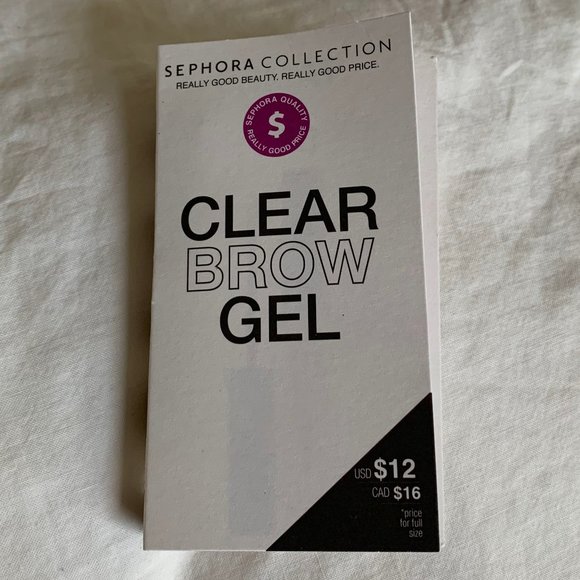 SEPHORA COLLECTION
REALLY GOOD BEAUTY. REALLY GOOD PRICE.
SEPHORA QUALITY
$
REALLY GOOD PRICE
CLEAR
BROW
GEL
USD $12
CAD $16
*price
for full
size